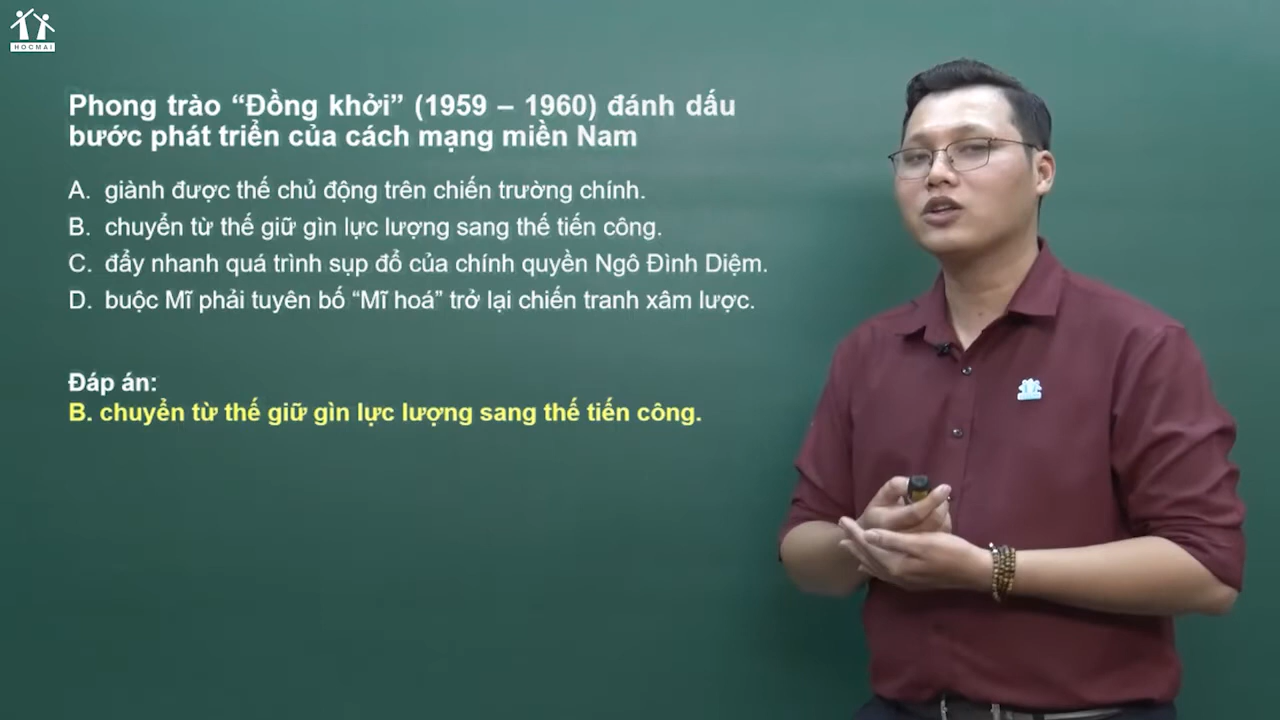 HOCMAI
Phong trào “Đồng khởi” (1959 – 1960) đánh dấu
bước phát triển của cách mạng miền Nam
A. giành được thế chủ động trên chiến trường chính.
B. chuyển từ thế giữ gìn lực lượng sang thế tiến công.
C. đẩy nhanh quá trình sụp đổ của chính quyền Ngô Đình Diệm.
D. buộc Mĩ phải tuyên bố “Mĩ hoá” trở lại chiến tranh xâm lược.
Đáp án:
B. chuyển từ thế giữ gìn lực lượng sang thế tiến công.